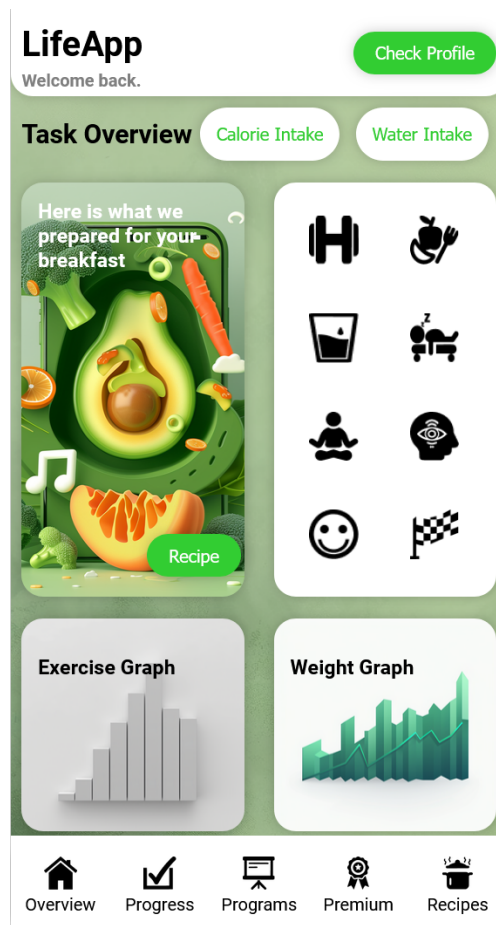 LifeApp
Check Profile
Welcome back.
Task Overview
Calorie Intake
Water Intake
Here is what we
prepared for your
breakfast
z
z
Recipe
Exercise Graph
Weight Graph
Overview
Progress
Programs
Premium
Recipes